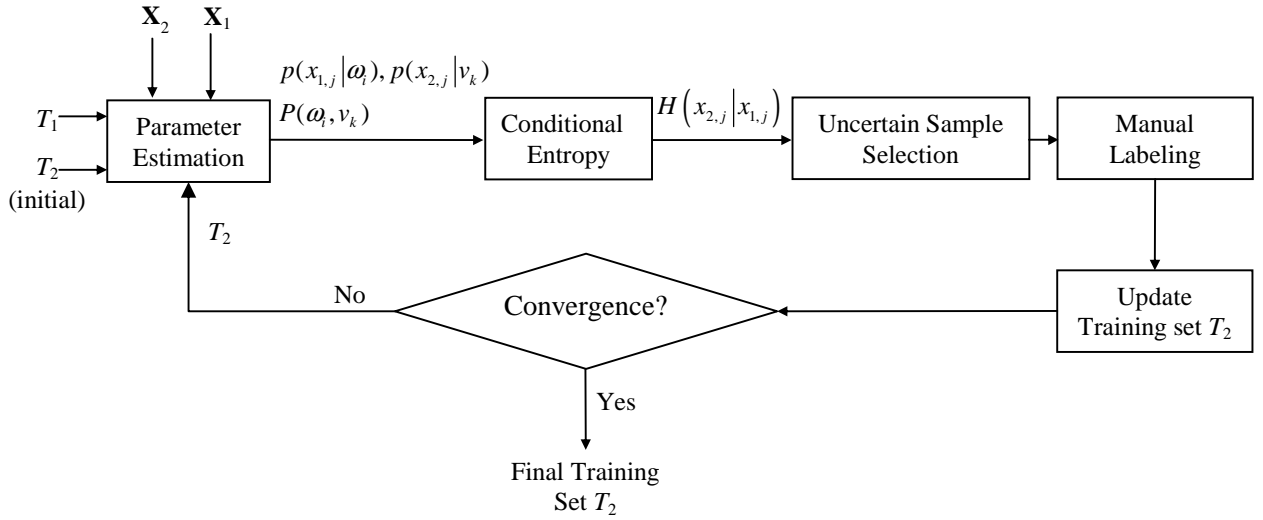 X₂ X₁
p(x₁,ⱼ|ωᵢ), p(x₂,ⱼ|vₖ)
P(ωᵢ, vₖ)
T₁
T₂
(initial)
Parameter
Estimation
Conditional
Entropy
H(x₂,ⱼ|x₁,ⱼ)
Uncertain Sample
Selection
Manual
Labeling
T₂
No
Convergence?
Update
Training set T₂
Yes
Final Training
Set T₂